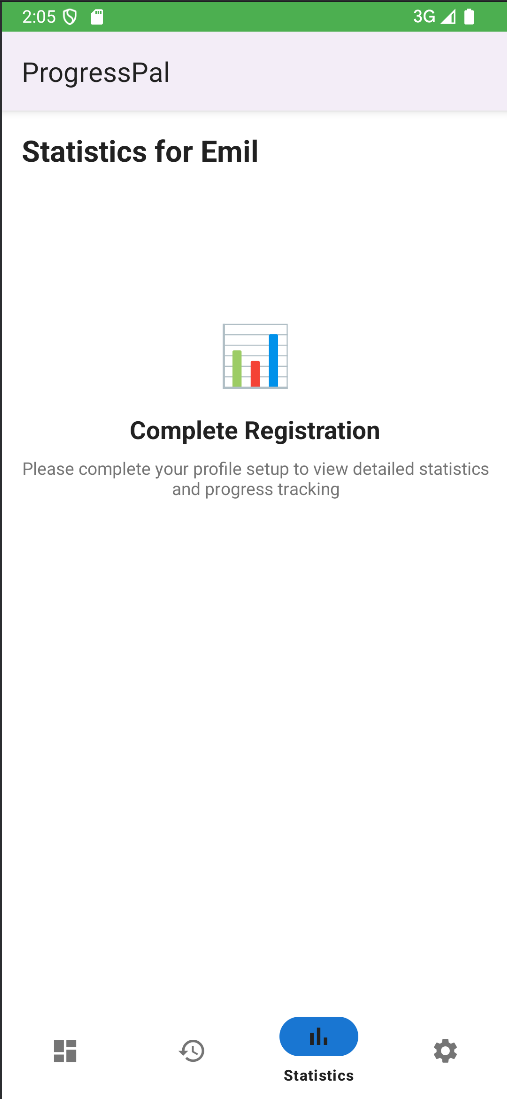 2:05
3G
ProgressPal
Statistics for Emil
Complete Registration
Please complete your profile setup to view detailed statistics
and progress tracking
Statistics